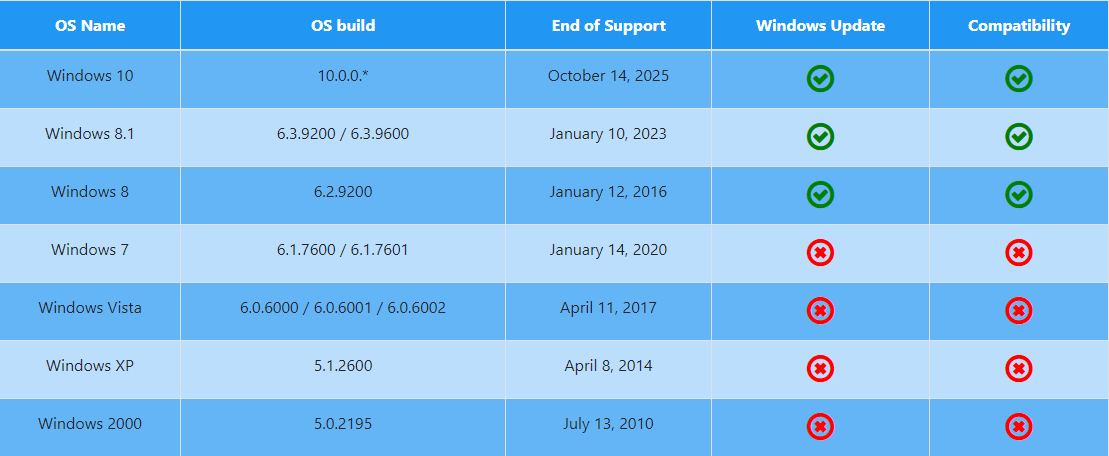 OS Name OS build End of Support Windows Update Compatibility
Windows 10 10.0.0.* October 14, 2025
Windows 8.1 6.3.9200 / 6.3.9600 January 10, 2023
Windows 8 6.2.9200 January 12, 2016
Windows 7 6.1.7600 / 6.1.7601 January 14, 2020
Windows Vista 6.0.6000 / 6.0.6001 / 6.0.6002 April 11, 2017
Windows XP 5.1.2600 April 8, 2014
Windows 2000 5.0.2195 July 13, 2010